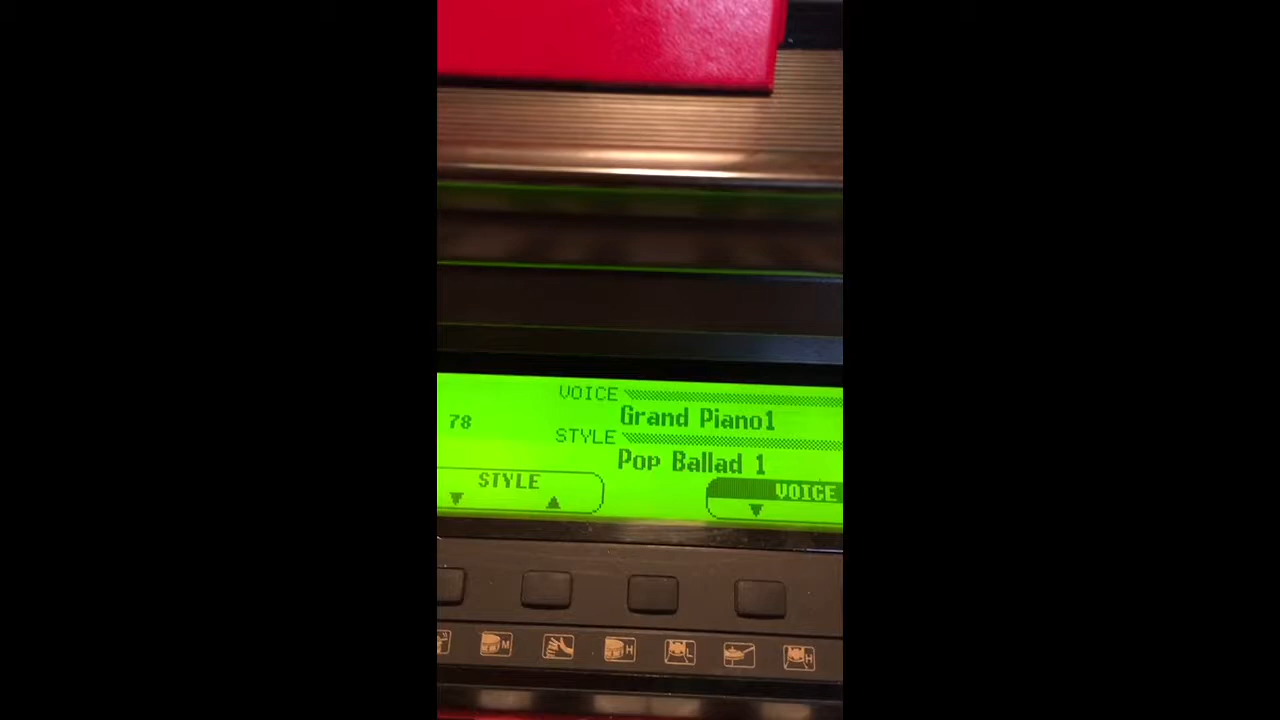 VOICE
Grand Piano1
78
STYLE
Pop Ballad 1
STYLE
VOICE
M
H
L
H